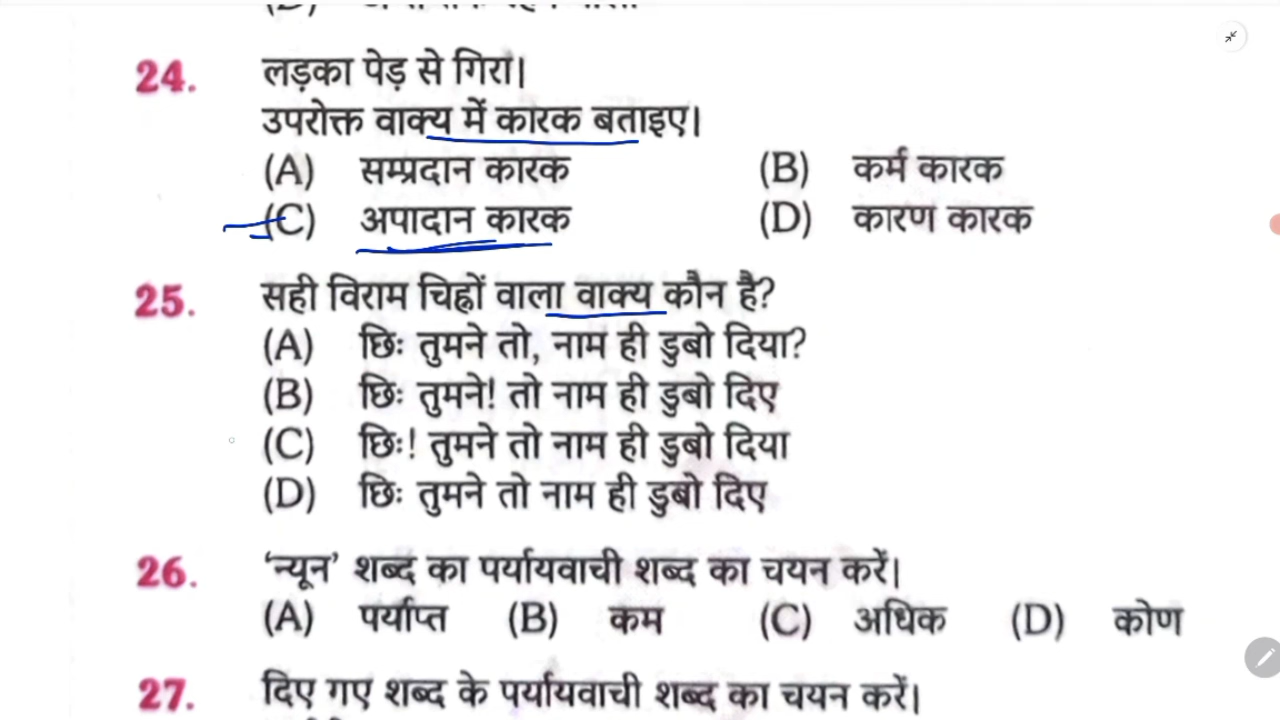 24. लड़का पेड़ से गिरा।
उपरोक्त वाक्य में कारक बताइए।
(A) सम्प्रदान कारक (B) कर्म कारक
(C) अपादान कारक (D) कारण कारक
25. सही विराम चिह्नों वाला वाक्य कौन है?
(A) छिः तुमने तो, नाम ही डुबो दिया?
(B) छिः तुमने! तो नाम ही डुबो दिए
(C) छिः! तुमने तो नाम ही डुबो दिया
(D) छिः तुमने तो नाम ही डुबो दिए
26. ‘न्यून’ शब्द का पर्यायवाची शब्द का चयन करें।
(A) पर्याप्त (B) कम (C) अधिक (D) कोण
27. दिए गए शब्द के पर्यायवाची शब्द का चयन करें।